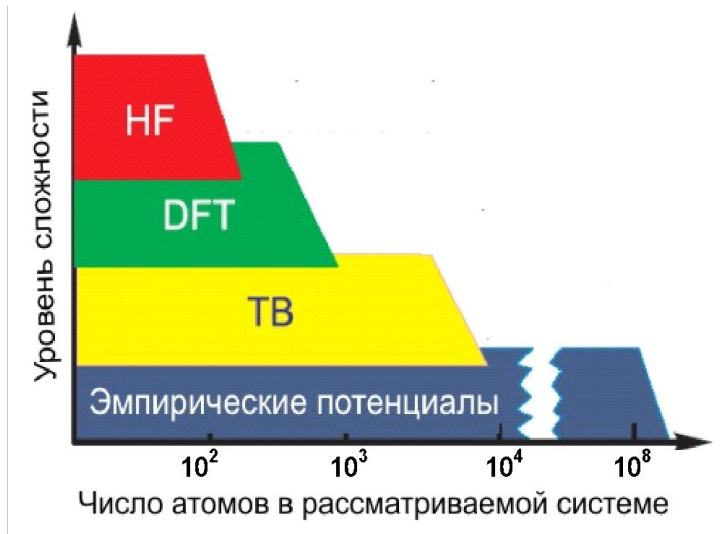 Уровень сложности
HF
DFT
TB
Эмпирические потенциалы
10² 10³ 10⁴ 10⁸
Число атомов в рассматриваемой системе